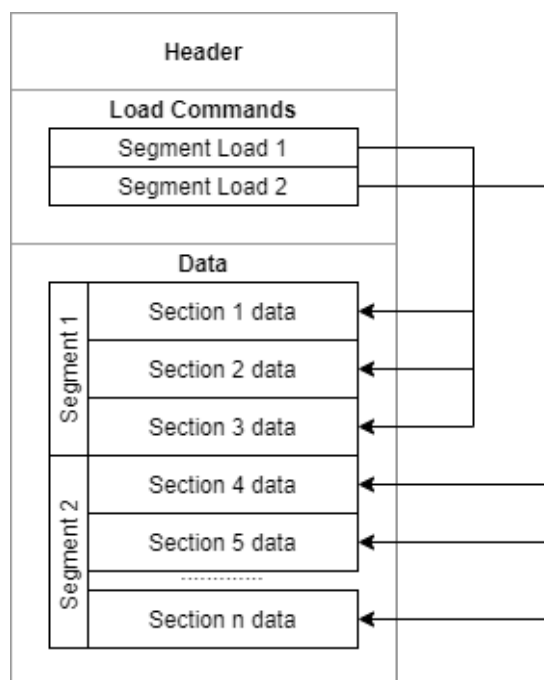 Header
Load Commands
Segment Load 1
Segment Load 2
Data
Segment 1
Section 1 data
Section 2 data
Section 3 data
Segment 2
Section 4 data
Section 5 data
Section n data